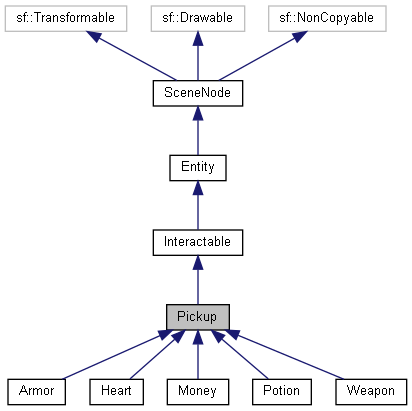 sf::Transformable
sf::Drawable
sf::NonCopyable
SceneNode
Entity
Interactable
Pickup
Armor
Heart
Money
Potion
Weapon